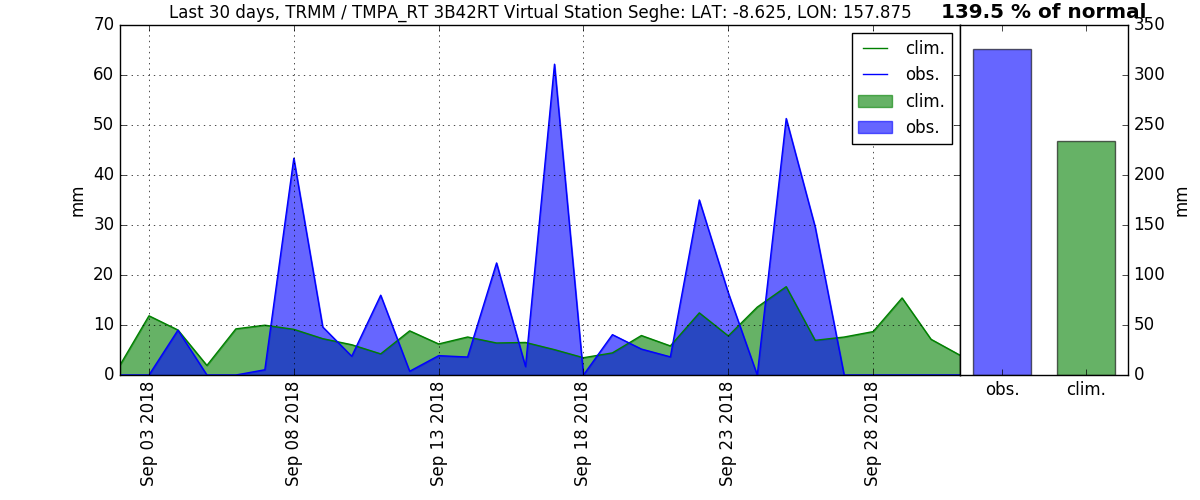 Last 30 days, TRMM / TMPA_RT 3B42RT Virtual Station Seghe: LAT: -8.625, LON: 157.875
139.5 % of normal
70
60
50
40
30
20
10
0
mm
clim.
obs.
clim.
obs.
Sep 03 2018
Sep 08 2018
Sep 13 2018
Sep 18 2018
Sep 23 2018
Sep 28 2018
350
300
250
200
150
100
50
0
mm
obs.
clim.